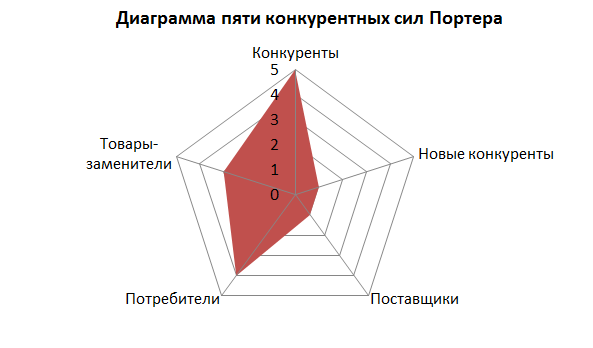 Диаграмма пяти конкурентных сил Портера
Конкуренты
5
4
3
2
1
0
Товары-
заменители
Новые конкуренты
Потребители
Поставщики